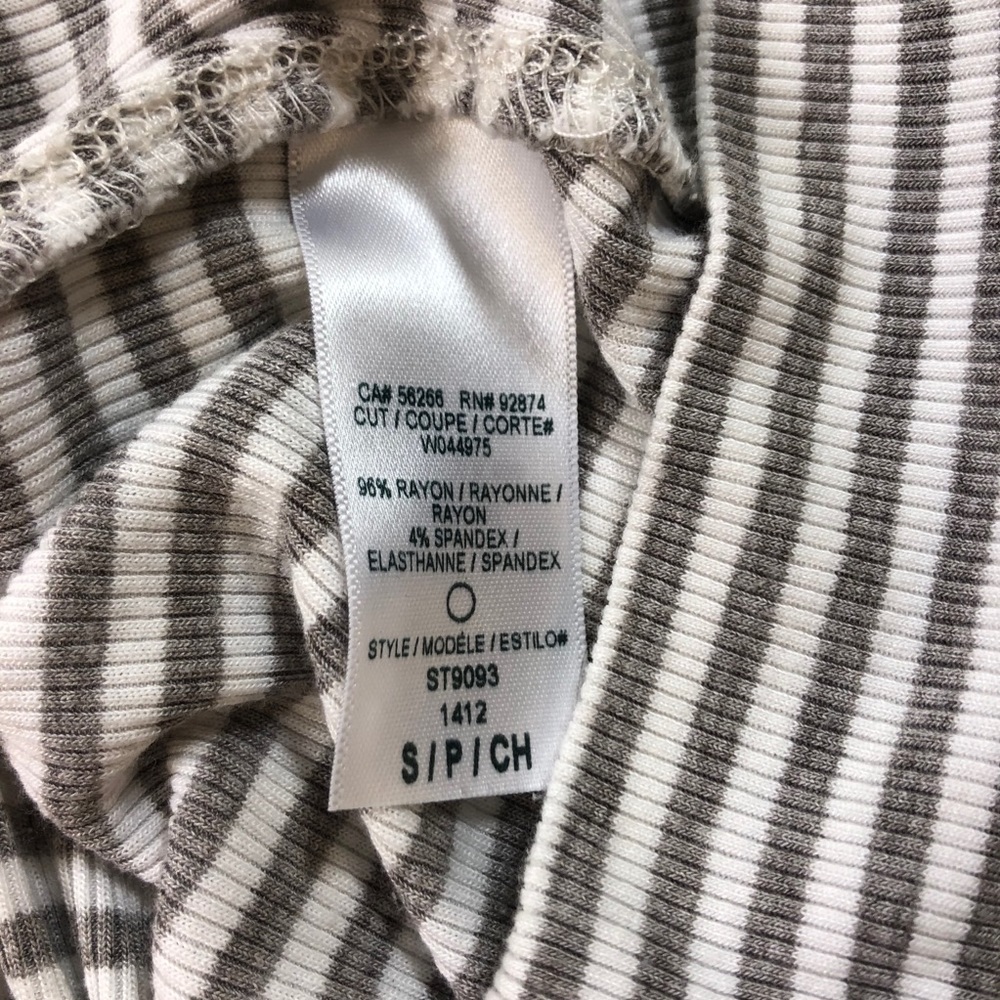 CA# 56266 RN# 92874
CUT / COUPE / CORTE#
W044975
96% RAYON / RAYONNE /
RAYON
4% SPANDEX /
ELASTHANNE / SPANDEX
STYLE / MODÈLE / ESTILO#
ST9093
1412
S / P / CH